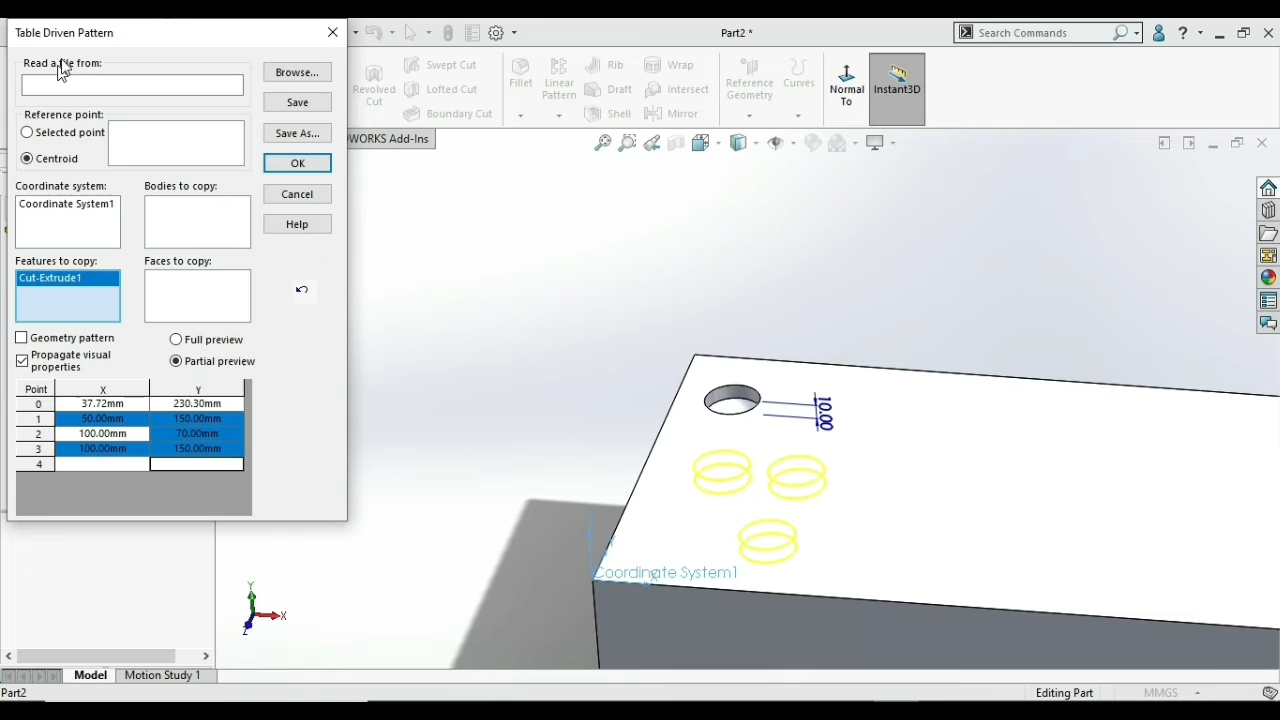 Table Driven Pattern
Part2 *
Search Commands
Read a file from:
Browse...
Save
Save As...
OK
Cancel
Help
Reference point:
Selected point
Centroid
Coordinate system:
Bodies to copy:
Coordinate System1
Features to copy:
Faces to copy:
Cut-Extrude1
Geometry pattern
Full preview
Propagate visual
properties
Partial preview
Point X Y
0 37.72mm 230.30mm
1 50.00mm 150.00mm
2 100.00mm 70.00mm
3 100.00mm 150.00mm
4
Revolved
Cut
Swept Cut
Lofted Cut
Boundary Cut
Fillet
Linear
Pattern
Rib
Draft
Shell
Wrap
Intersect
Mirror
Reference
Geometry
Curves
Normal
To
Instant3D
WORKS Add-Ins
10.00
Coordinate System1
X
Y
X
Z
Model
Motion Study 1
Part2
Editing Part
MMGS